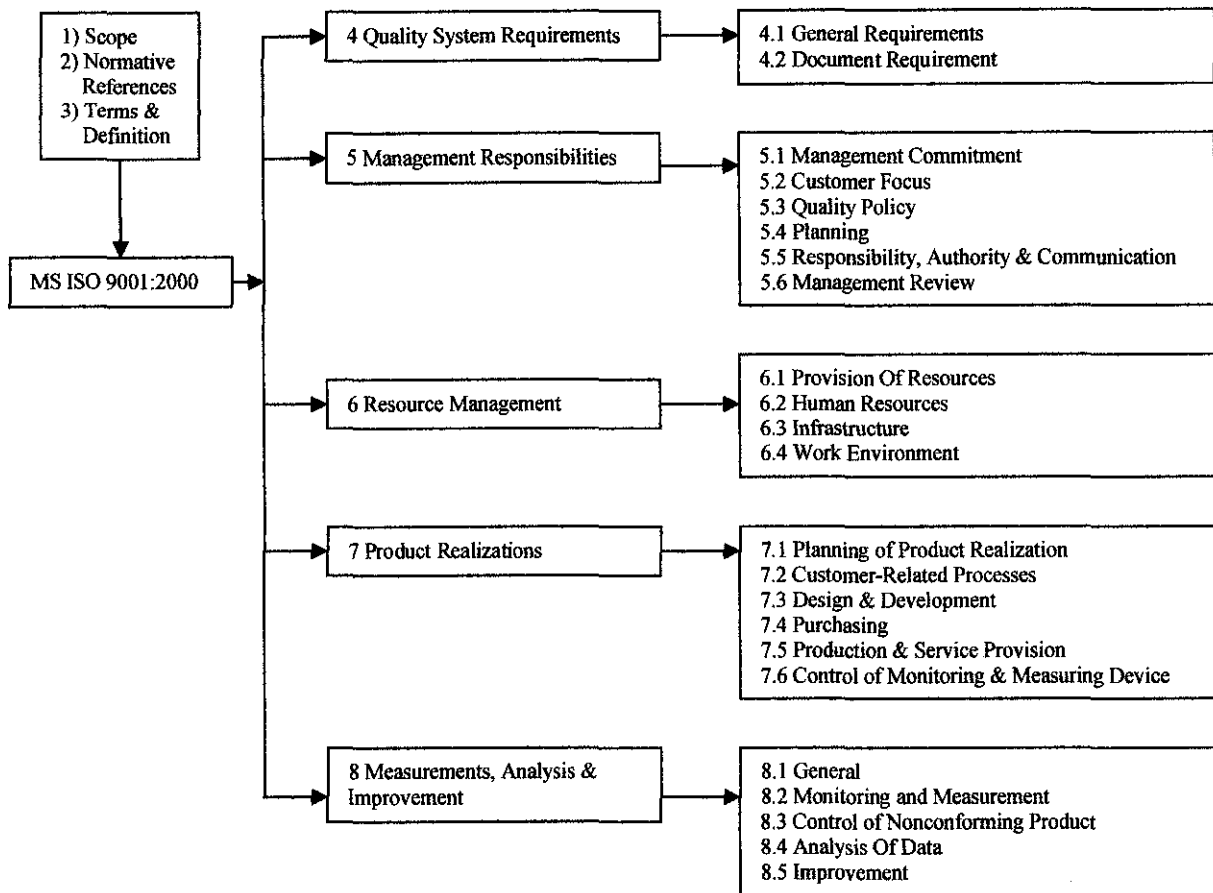 1) Scope
2) Normative
References
3) Terms &
Definition
MS ISO 9001:2000
4 Quality System Requirements
4.1 General Requirements
4.2 Document Requirement
5 Management Responsibilities
5.1 Management Commitment
5.2 Customer Focus
5.3 Quality Policy
5.4 Planning
5.5 Responsibility, Authority & Communication
5.6 Management Review
6 Resource Management
6.1 Provision Of Resources
6.2 Human Resources
6.3 Infrastructure
6.4 Work Environment
7 Product Realizations
7.1 Planning of Product Realization
7.2 Customer-Related Processes
7.3 Design & Development
7.4 Purchasing
7.5 Production & Service Provision
7.6 Control of Monitoring & Measuring Device
8 Measurements, Analysis &
Improvement
8.1 General
8.2 Monitoring and Measurement
8.3 Control of Nonconforming Product
8.4 Analysis Of Data
8.5 Improvement